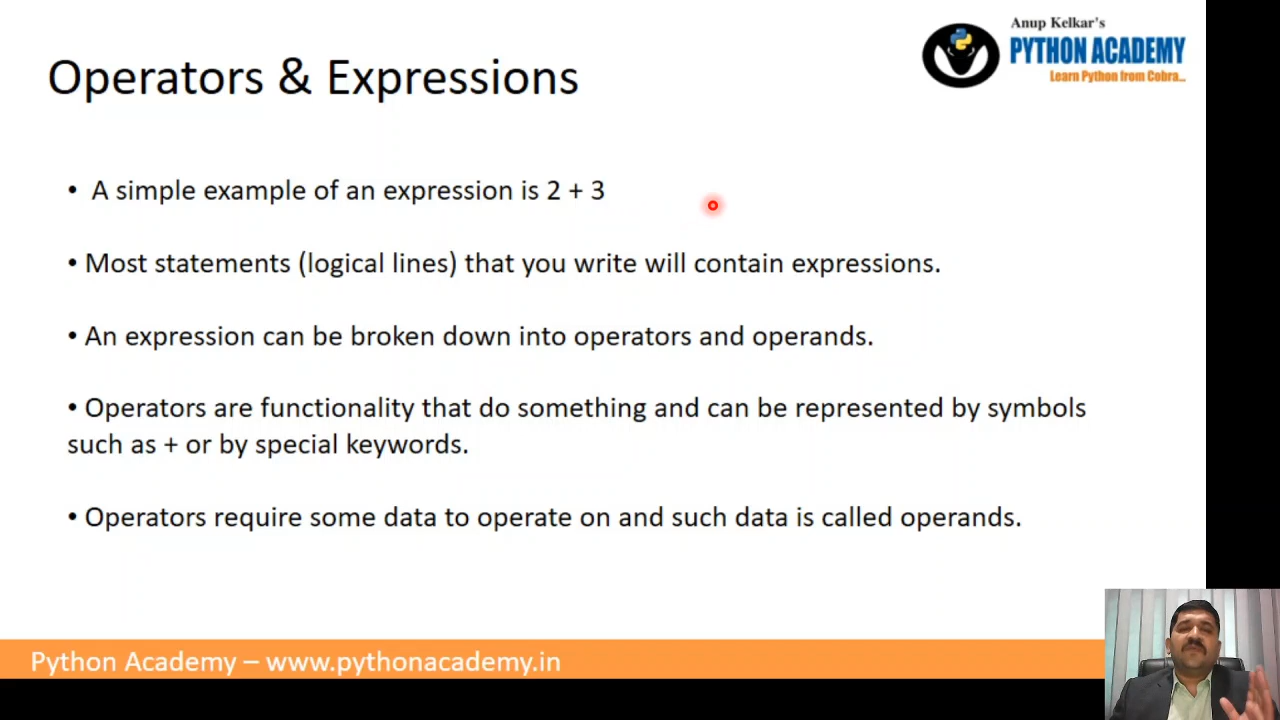 Anup Kelkar's
PYTHON ACADEMY
Learn Python from Cobra...
Operators & Expressions
• A simple example of an expression is 2 + 3
• Most statements (logical lines) that you write will contain expressions.
• An expression can be broken down into operators and operands.
• Operators are functionality that do something and can be represented by symbols
such as + or by special keywords.
• Operators require some data to operate on and such data is called operands.
Python Academy – www.pythonacademy.in